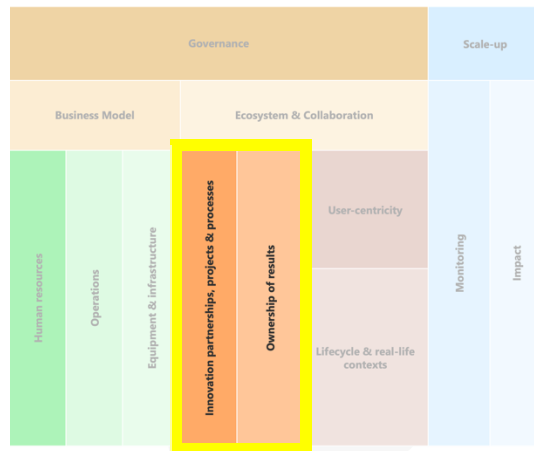 Governance
Scale-up
Business Model
Ecosystem & Collaboration
Human resources
Operations
Equipment & infrastructure
Innovation partnerships, projects & processes
Ownership of results
User-centricity
Lifecycle & real-life
contexts
Monitoring
Impact